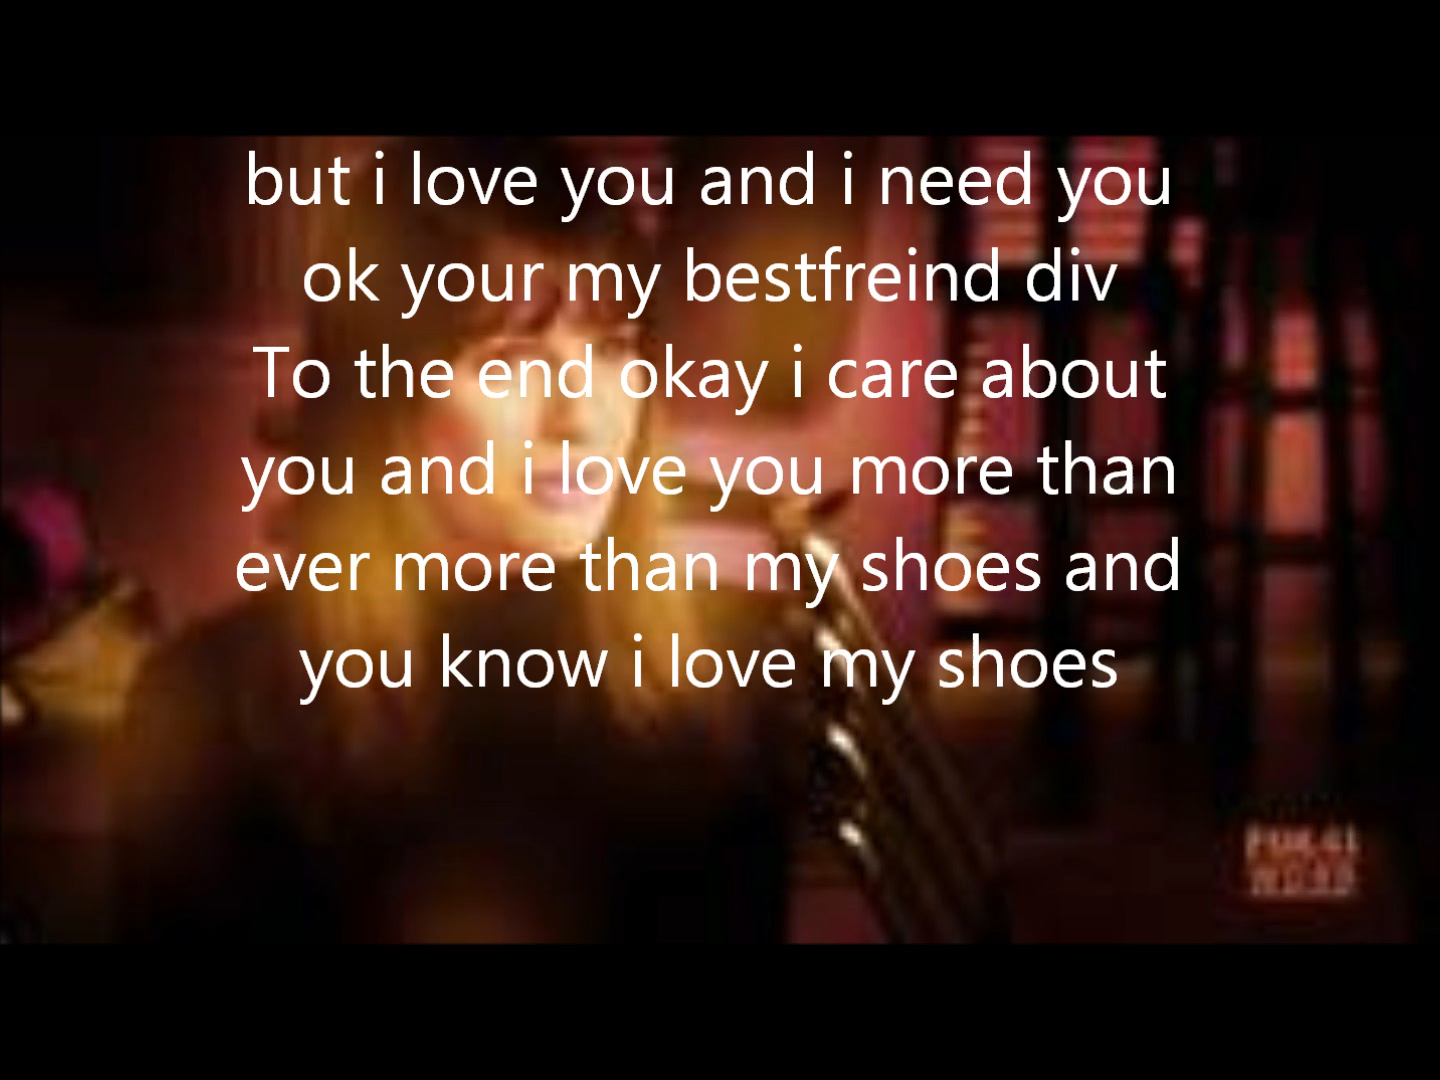 but i love you and i need you
ok your my bestfreind div
To the end okay i care about
you and i love you more than
ever more than my shoes and
you know i love my shoes